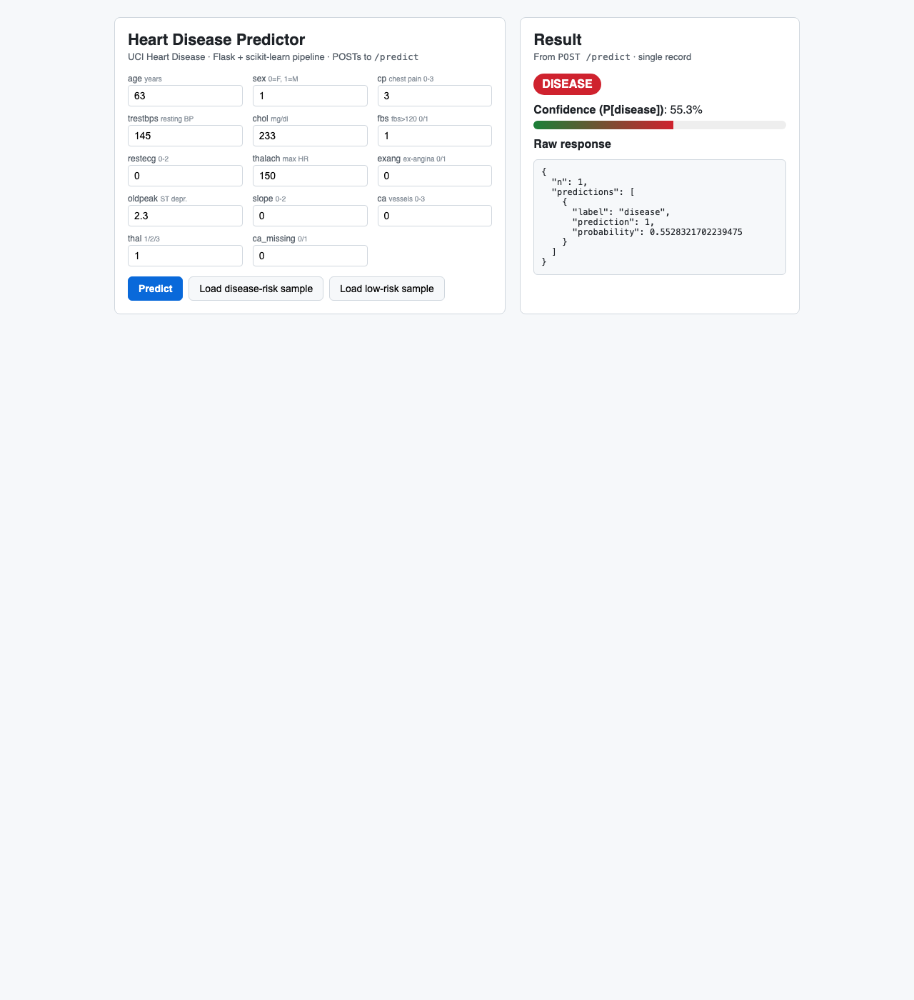 Heart Disease Predictor
UCI Heart Disease · Flask + scikit-learn pipeline · POSTs to /predict
age years
63
sex 0=F, 1=M
1
cp chest pain 0-3
3
trestbps resting BP
145
chol mg/dl
233
fbs fbs>120 0/1
1
restecg 0-2
0
thalach max HR
150
exang ex-angina 0/1
0
oldpeak ST depr.
2.3
slope 0-2
0
ca vessels 0-3
0
thal 1/2/3
1
ca_missing 0/1
0
Predict
Load disease-risk sample
Load low-risk sample
Result
From POST /predict · single record
DISEASE
Confidence (P[disease]): 55.3%
Raw response
{
  "n": 1,
  "predictions": [
    {
      "label": "disease",
      "prediction": 1,
      "probability": 0.5528321702239475
    }
  ]
}